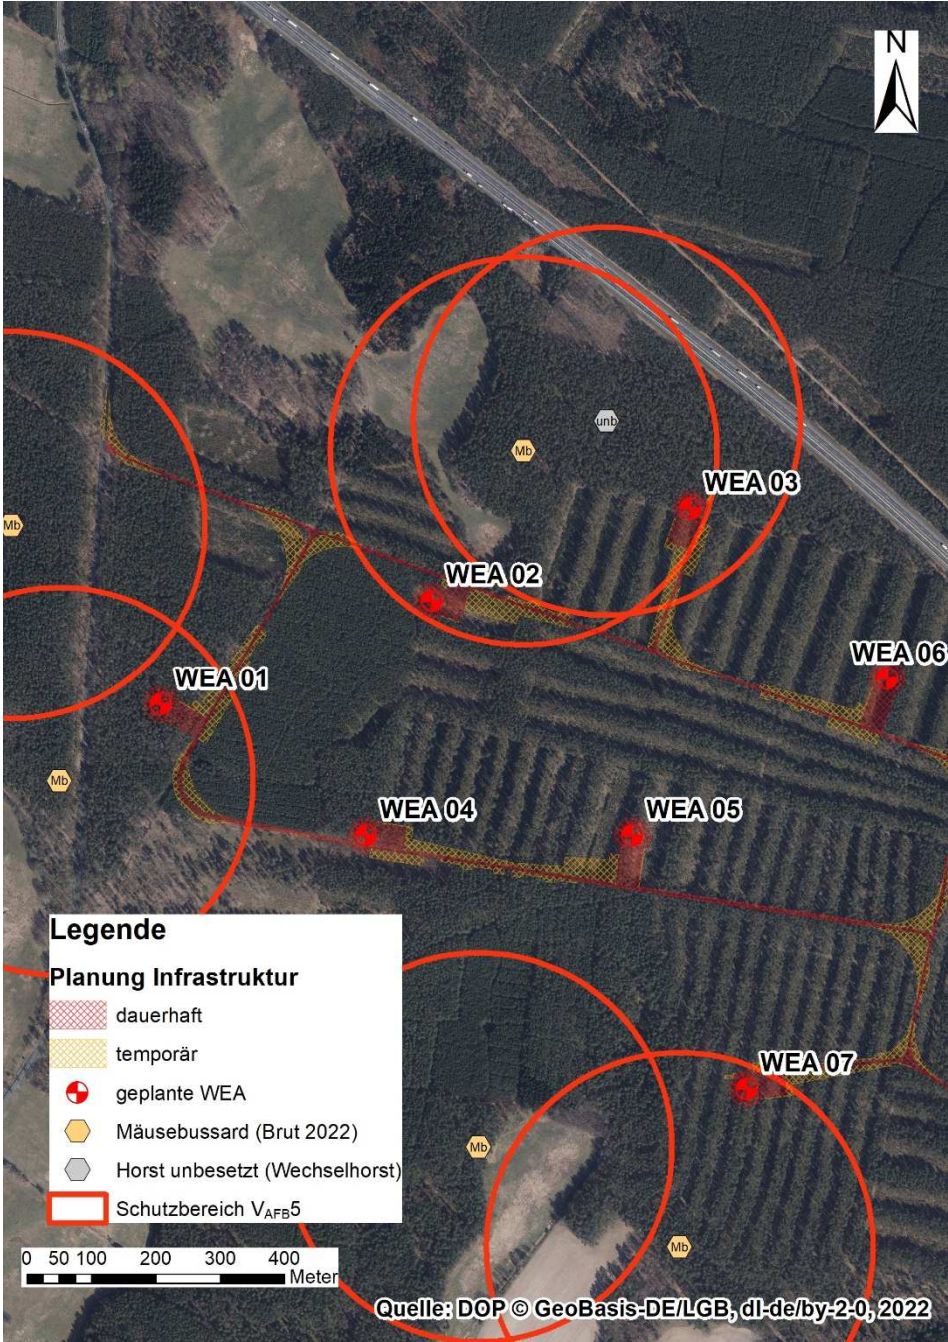 N
unb
Mb
WEA 03
Mb
WEA 02
WEA 06
WEA 01
Mb
WEA 04
WEA 05
Legende
Planung Infrastruktur
dauerhaft
temporär
WEA 07
geplante WEA
Mäusebussard (Brut 2022)
Mb
Horst unbesetzt (Wechselhorst)
Schutzbereich VAFB5
Mb
0 50 100 200 300 400
Meter
Quelle: DOP © GeoBasis-DE/LGB, dl-de/by-2-0, 2022